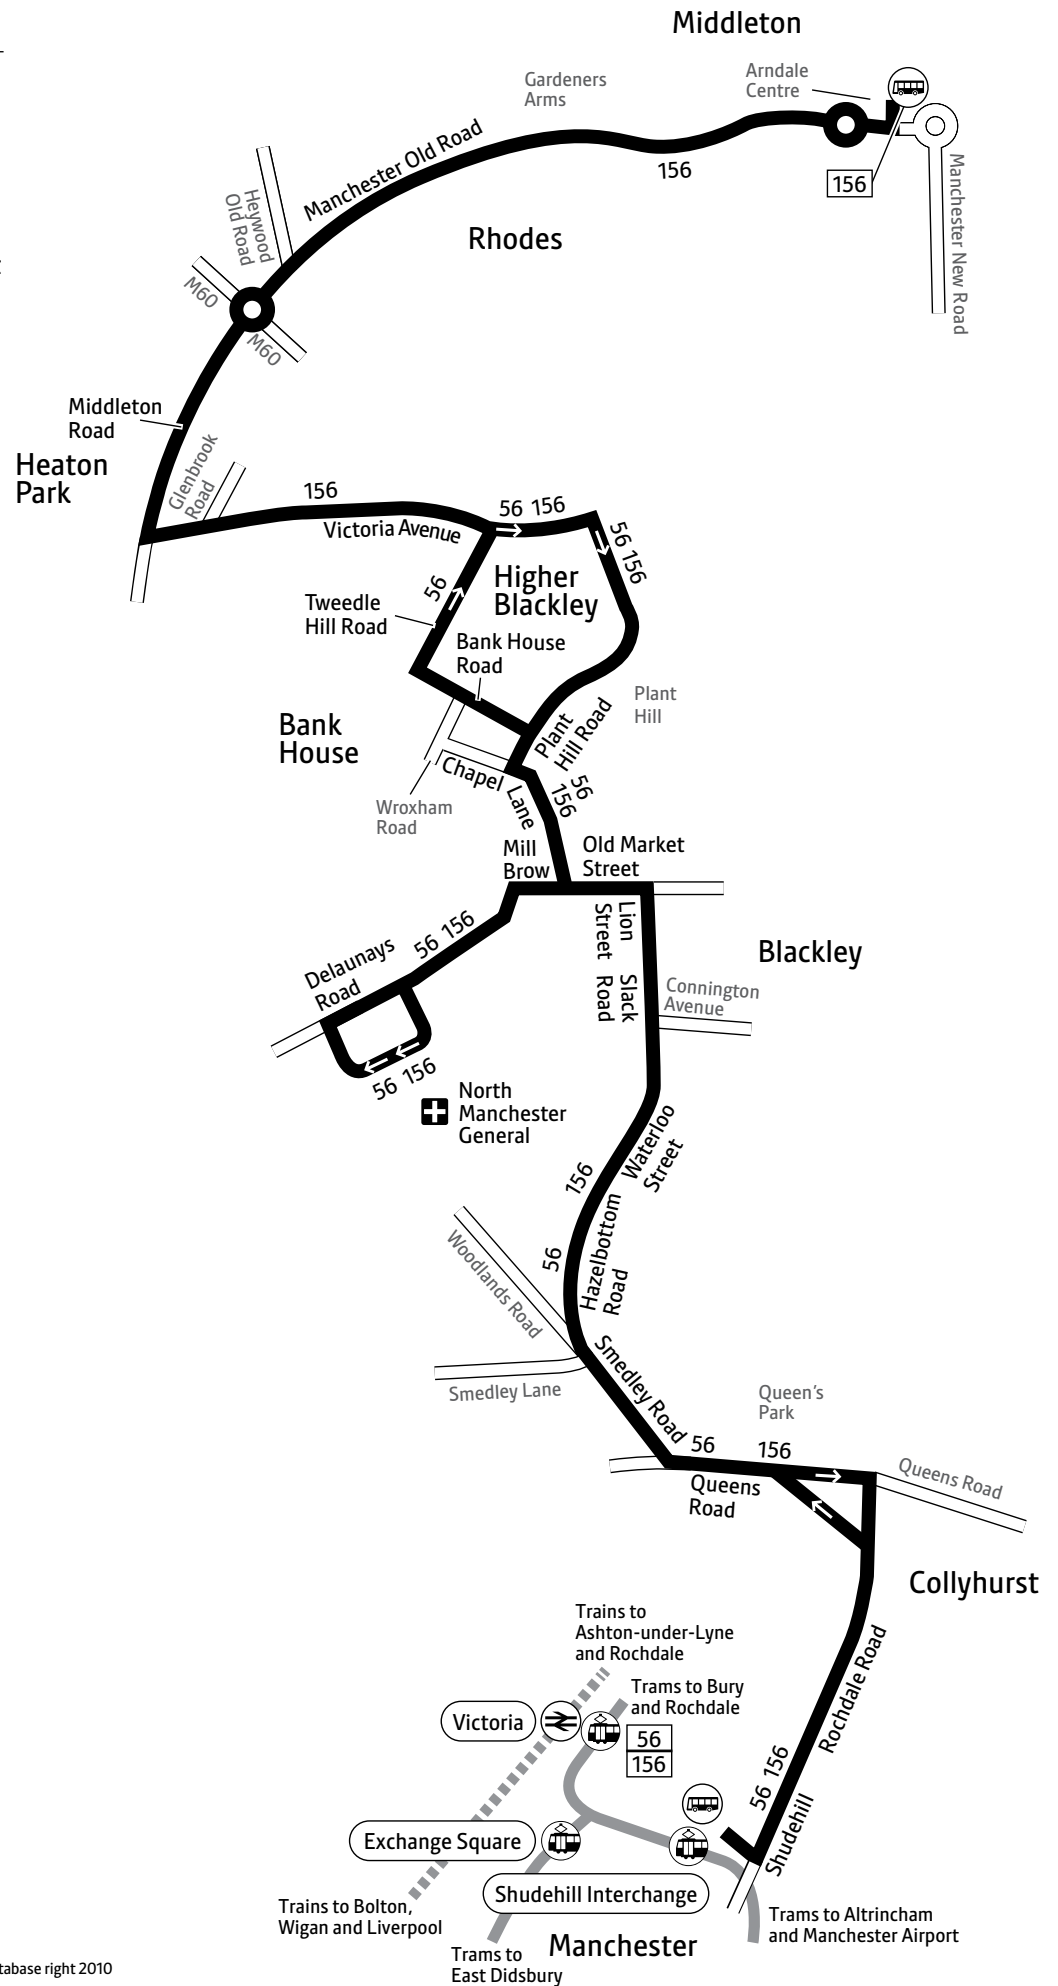 Middleton
Gardeners
Arms
Arndale
Centre
Manchester Old Road
156
156
Manchester New Road
Heywood
Old Road
Rhodes
M60
M60
Middleton
Road
Heaton
Park
Glenbrook
Road
156
Victoria Avenue
56 156
56 156
56
Higher
Blackley
Tweedle
Hill Road
Bank House
Road
Plant
Hill
Bank
House
Plant
Hill Road
Chapel
Lane
56
156
Wroxham
Road
Mill
Brow
Old Market
Street
56 156
Lion
Street
Blackley
Delaunays
Road
Slack
Road
Connington
Avenue
56 156
North
Manchester
General
Waterloo
Street
156
56
Hazelbottom
Road
Woodlands Road
Smedley Lane
Smedley Road
Queen's
Park
56
156
Queens
Road
Queens Road
Collyhurst
Trains to
Ashton-under-Lyne
and Rochdale
Trams to Bury
and Rochdale
Rochdale Road
Victoria
56
156
56 156
Shudehill
Exchange Square
Shudehill Interchange
Trains to Bolton,
Wigan and Liverpool
Trams to Altrincham
and Manchester Airport
Manchester
Trams to
East Didsbury
tabase right 2010